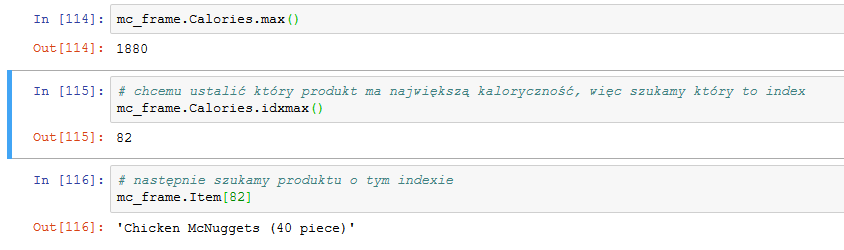 In [114]: mc_frame.Calories.max()
Out[114]: 1880
In [115]: # chcemu ustalić który produkt ma największą kaloryczność, więc szukamy który to index
mc_frame.Calories.idxmax()
Out[115]: 82
In [116]: # następnie szukamy produktu o tym indexie
mc_frame.Item[82]
Out[116]: 'Chicken McNuggets (40 piece)'